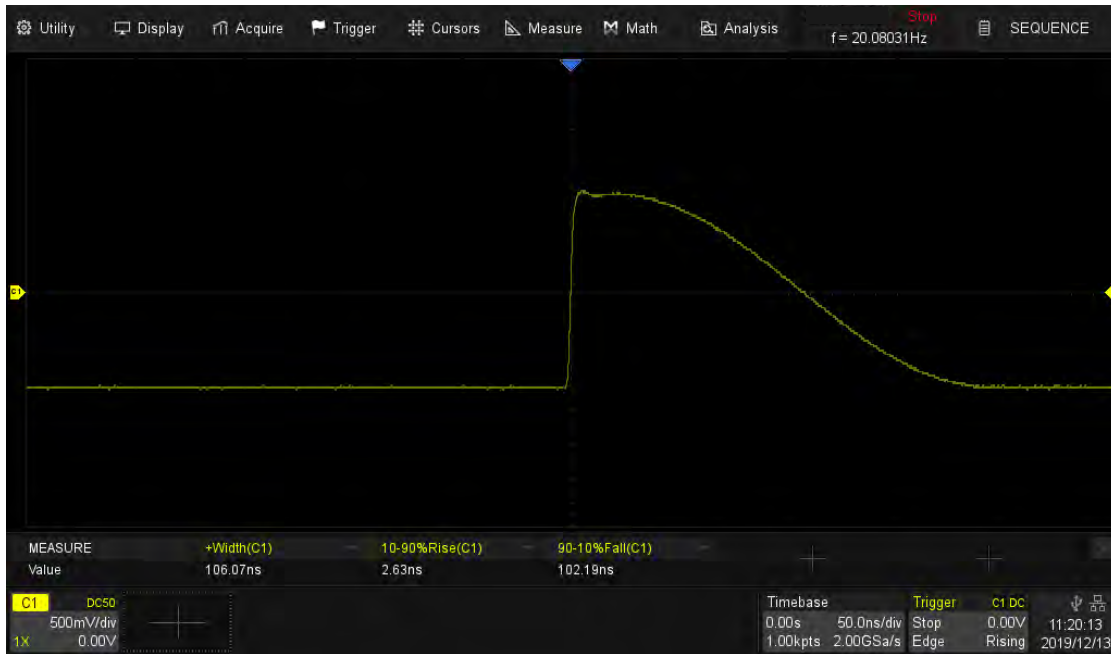 Utility Display Acquire Trigger Cursors Measure Math Analysis Stop SEQUENCE
f = 20.08031Hz
C1
MEASURE +Width(C1) 10-90%Rise(C1) 90-10%Fall(C1)
Value 106.07ns 2.63ns 102.19ns
C1 DC50 Timebase Trigger C1 DC
500mV/div 0.00s 50.0ns/div Stop 0.00V 11:20:13
1X 0.00V 1.00kpts 2.00GSa/s Edge Rising 2019/12/13